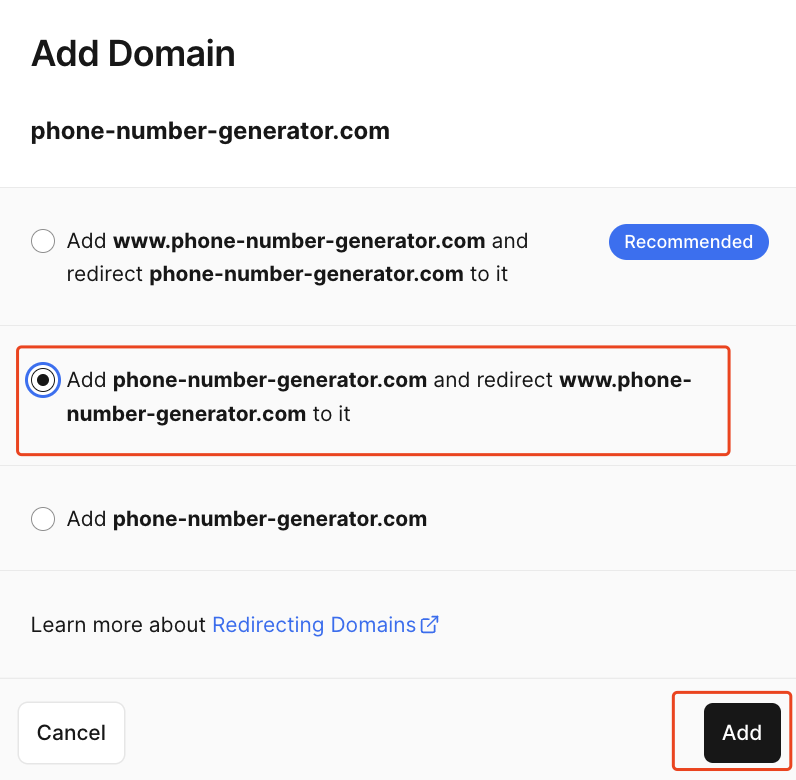 Add Domain
phone-number-generator.com
Add www.phone-number-generator.com and
redirect phone-number-generator.com to it
Recommended
Add phone-number-generator.com and redirect www.phone-
number-generator.com to it
Add phone-number-generator.com
Learn more about Redirecting Domains
Cancel
Add